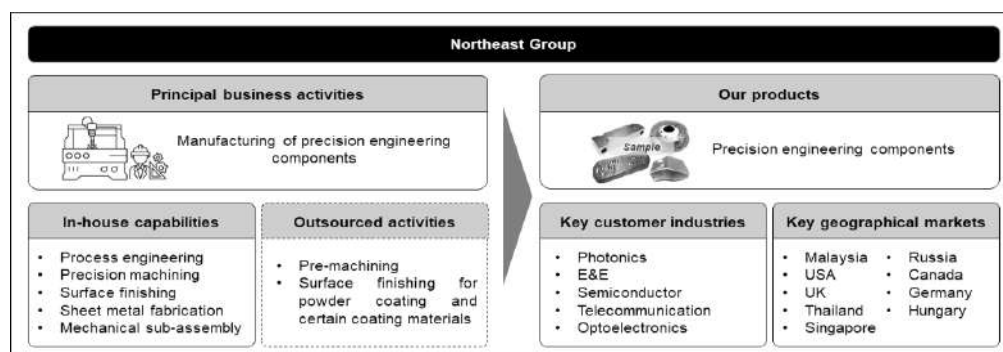 Northeast Group
Principal business activities
Manufacturing of precision engineering
components
Our products
Sample
Precision engineering components
In-house capabilities
• Process engineering
• Precision machining
• Surface finishing
• Sheet metal fabrication
• Mechanical sub-assembly
Outsourced activities
• Pre-machining
• Surface finishing for
powder coating and
certain coating materials
Key customer industries
• Photonics
• E&E
• Semiconductor
• Telecommunication
• Optoelectronics
Key geographical markets
• Malaysia
• USA
• UK
• Thailand
• Singapore
• Russia
• Canada
• Germany
• Hungary